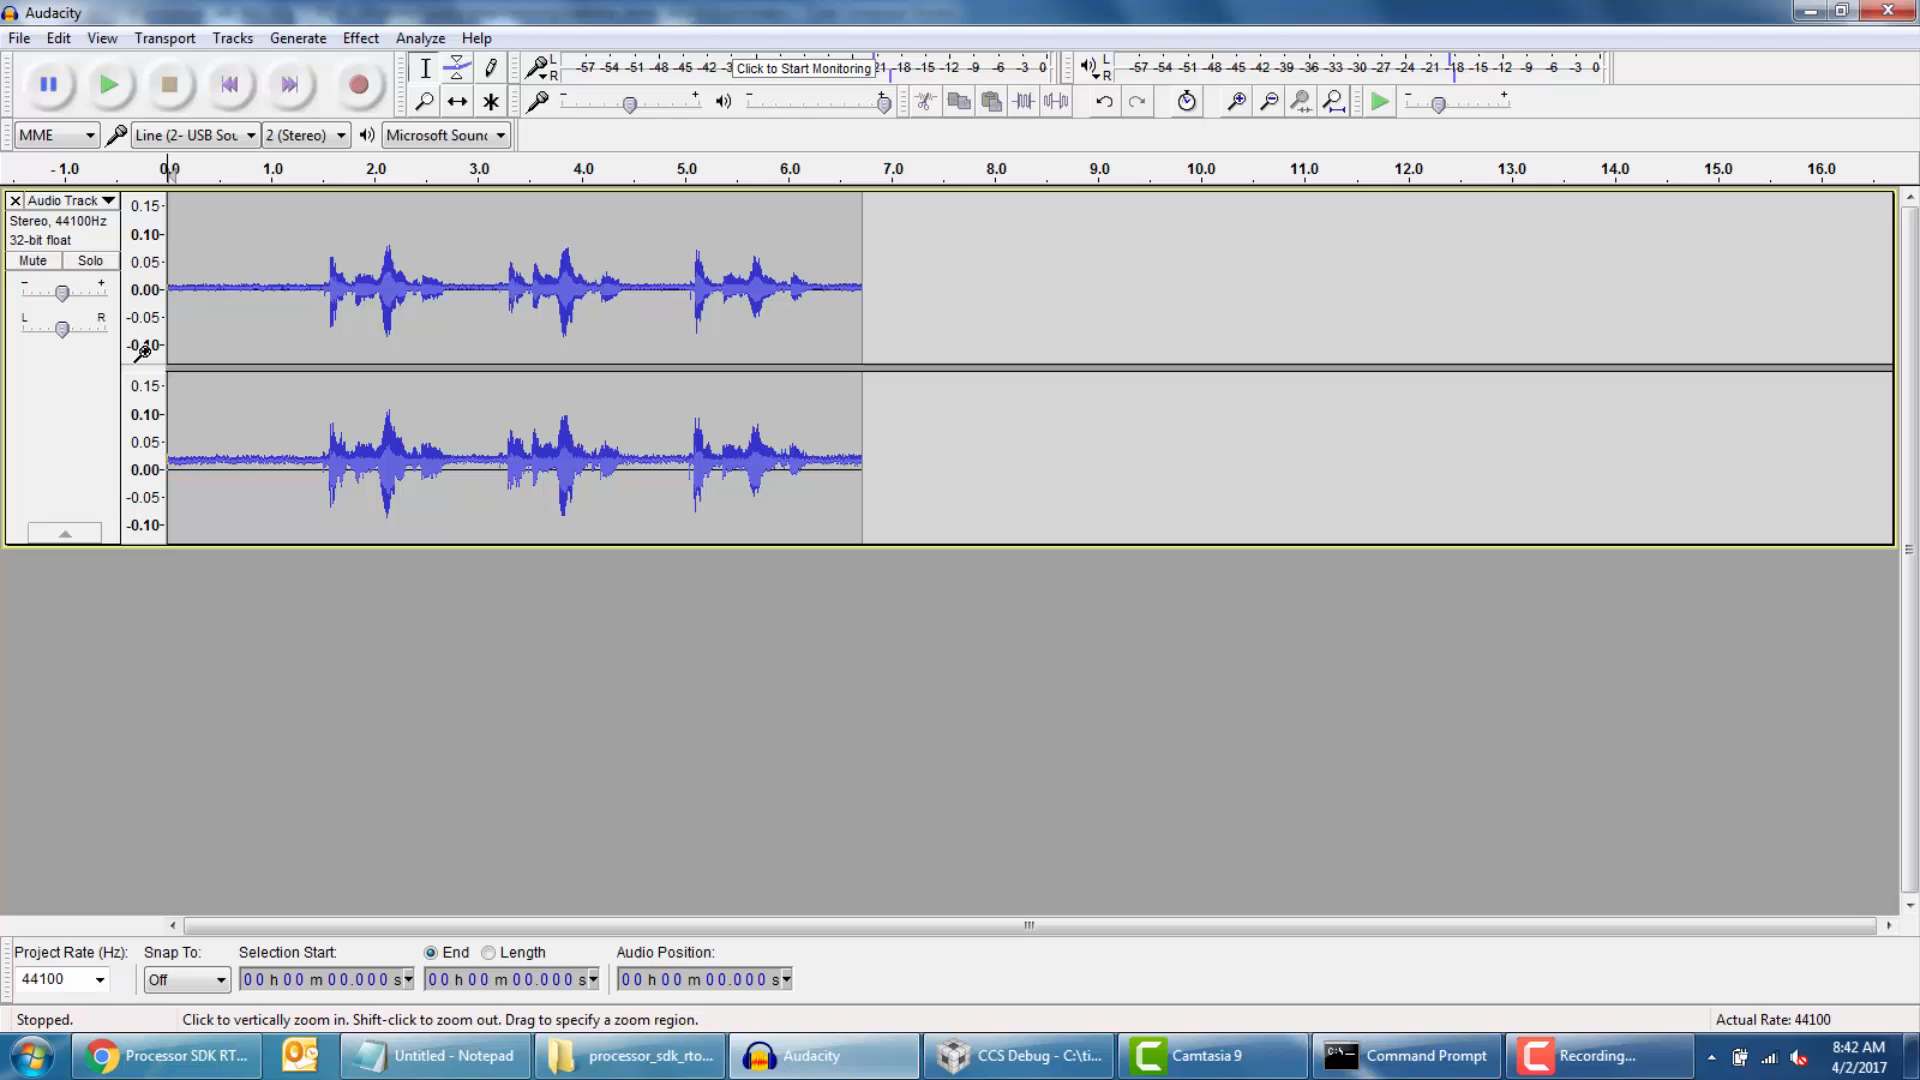 Audacity
File Edit View Transport Tracks Generate Effect Analyze Help
L R -57 -54 -51 -48 -45 -42 Click to Start Monitoring -18 -15 -12 -9 -6 -3 0 L R -57 -54 -51 -48 -45 -42 -39 -36 -33 -30 -27 -24 -21 -18 -15 -12 -9 -6 -3 0
- + - + - +
MME Line (2- USB Sou 2 (Stereo) Microsoft Sound
- 1.0 0.0 1.0 2.0 3.0 4.0 5.0 6.0 7.0 8.0 9.0 10.0 11.0 12.0 13.0 14.0 15.0 16.0
Audio Track 0.15
Stereo, 44100Hz
32-bit float 0.10
Mute Solo 0.05
- +
0.00
L R -0.05
-0.10
0.15
0.10
0.05
0.00
-0.05
-0.10
Project Rate (Hz): Snap To: Selection Start: End Length Audio Position:
44100 Off 00 h 00 m 00.000 s 00 h 00 m 00.000 s 00 h 00 m 00.000 s
Stopped. Click to vertically zoom in. Shift-click to zoom out. Drag to specify a zoom region. Actual Rate: 44100
Processor SDK RT... Untitled - Notepad processor_sdk_rto... Audacity CCS Debug - C:\ti... Camtasia 9 Command Prompt Recording... 8:42 AM
4/2/2017